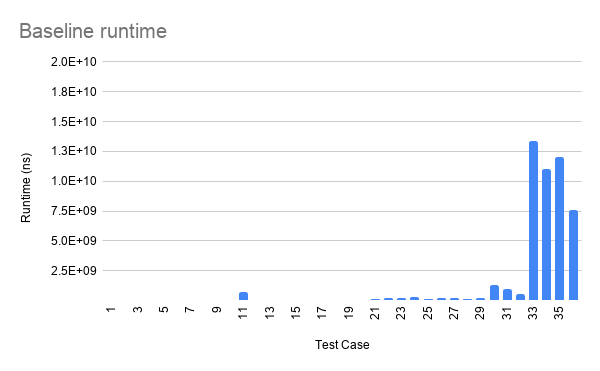 Baseline runtime
2.0E+10
1.8E+10
1.5E+10
1.3E+10
1.0E+10
7.5E+09
5.0E+09
2.5E+09
Runtime (ns)
1 3 5 7 9 11 13 15 17 19 21 23 25 27 29 31 33 35
Test Case